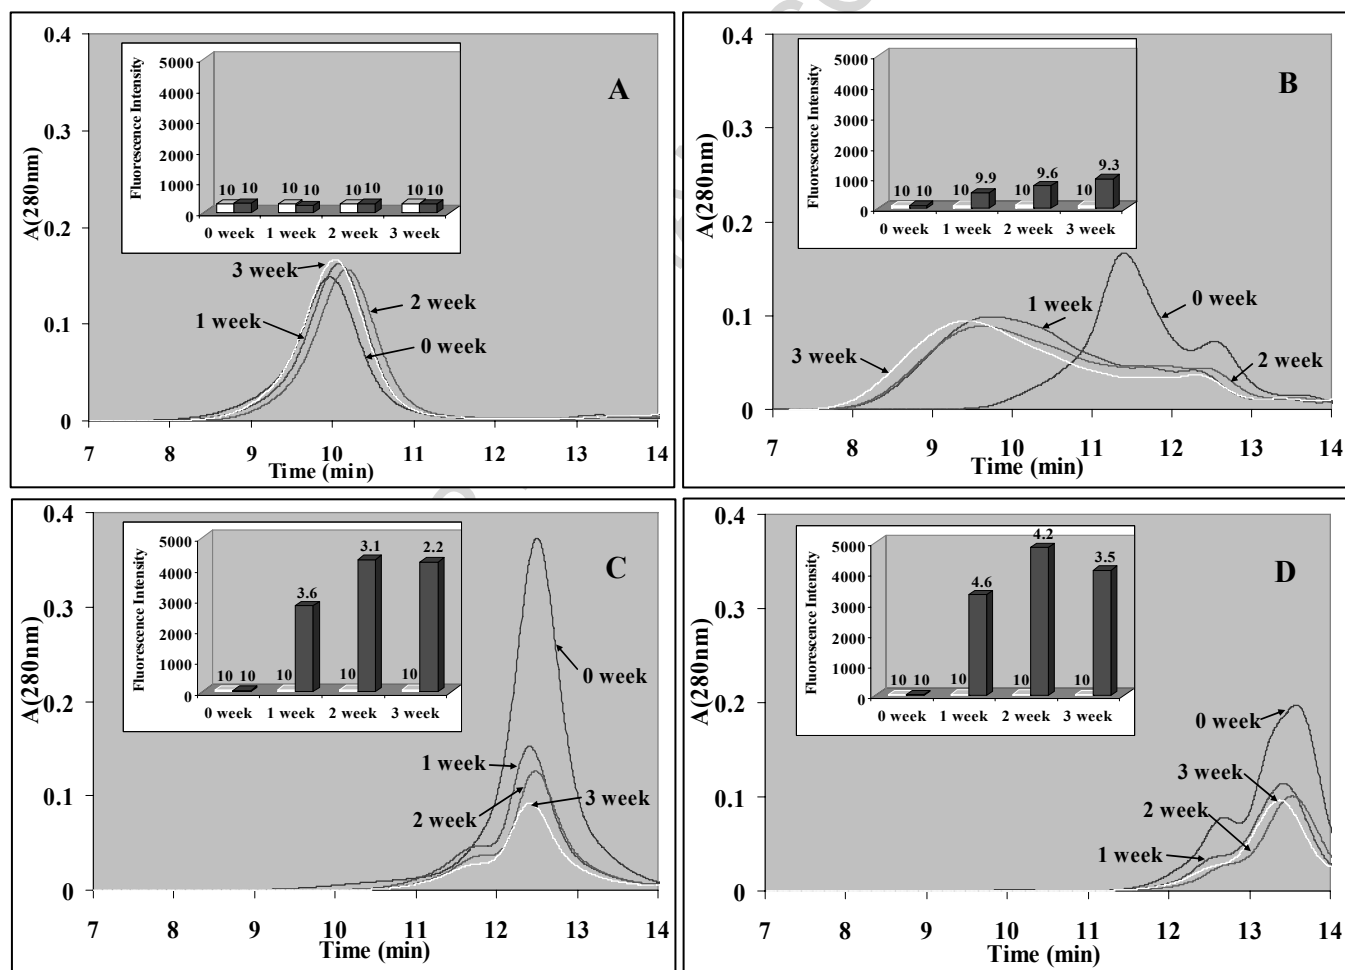 A
A(280nm)
0.4
0.3
0.2
0.1
0
Fluorescence Intensity
5000
4000
3000
2000
1000
0
10 10 10 10 10 10 10 10
0 week 1 week 2 week 3 week
3 week
2 week
1 week
0 week
7 8 9 10 11 12 13 14
Time (min)
B
A(280nm)
0.4
0.3
0.2
0.1
0
Fluorescence Intensity
5000
4000
3000
2000
1000
0
10 10 10 9.9 10 9.6 10 9.3
0 week 1 week 2 week 3 week
0 week
1 week
3 week
2 week
7 8 9 10 11 12 13 14
Time (min)
C
A(280nm)
0.4
0.3
0.2
0.1
0
Fluorescence Intensity
5000
4000
3000
2000
1000
0
10 10 10 3.6 10 3.1 10 2.2
0 week 1 week 2 week 3 week
0 week
1 week
3 week
2 week
7 8 9 10 11 12 13 14
Time (min)
D
A(280nm)
0.4
0.3
0.2
0.1
0
Fluorescence Intensity
5000
4000
3000
2000
1000
0
10 10 10 4.6 10 4.2 10 3.5
0 week 1 week 2 week 3 week
0 week
3 week
2 week
1 week
7 8 9 10 11 12 13 14
Time (min)